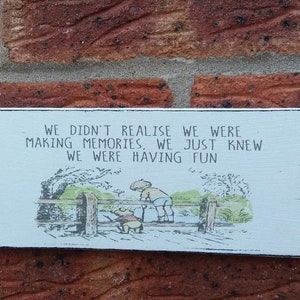 WE DIDN'T REALISE WE WERE
MAKING MEMORIES, WE JUST KNEW
WE WERE HAVING FUN